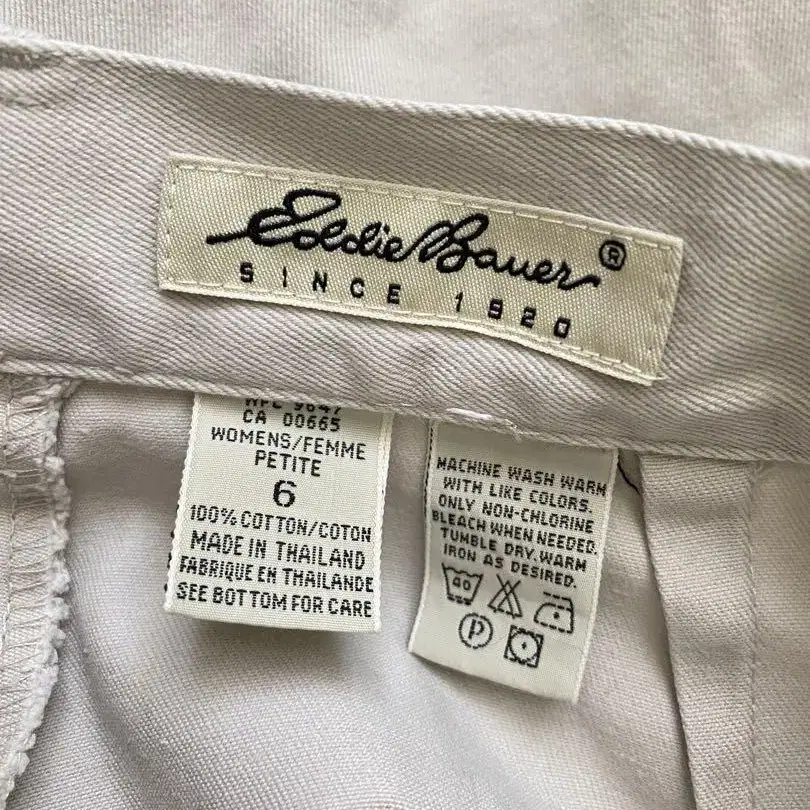 Eddie Bauer®
SINCE 1920
CA 00665
WOMENS/FEMME
PETITE
6
100% COTTON/COTON
MADE IN THAILAND
FABRIQUE EN THAILANDE
SEE BOTTOM FOR CARE
MACHINE WASH WARM
WITH LIKE COLORS.
ONLY NON-CHLORINE
BLEACH WHEN NEEDED.
TUMBLE DRY. WARM
IRON AS DESIRED.
40
P